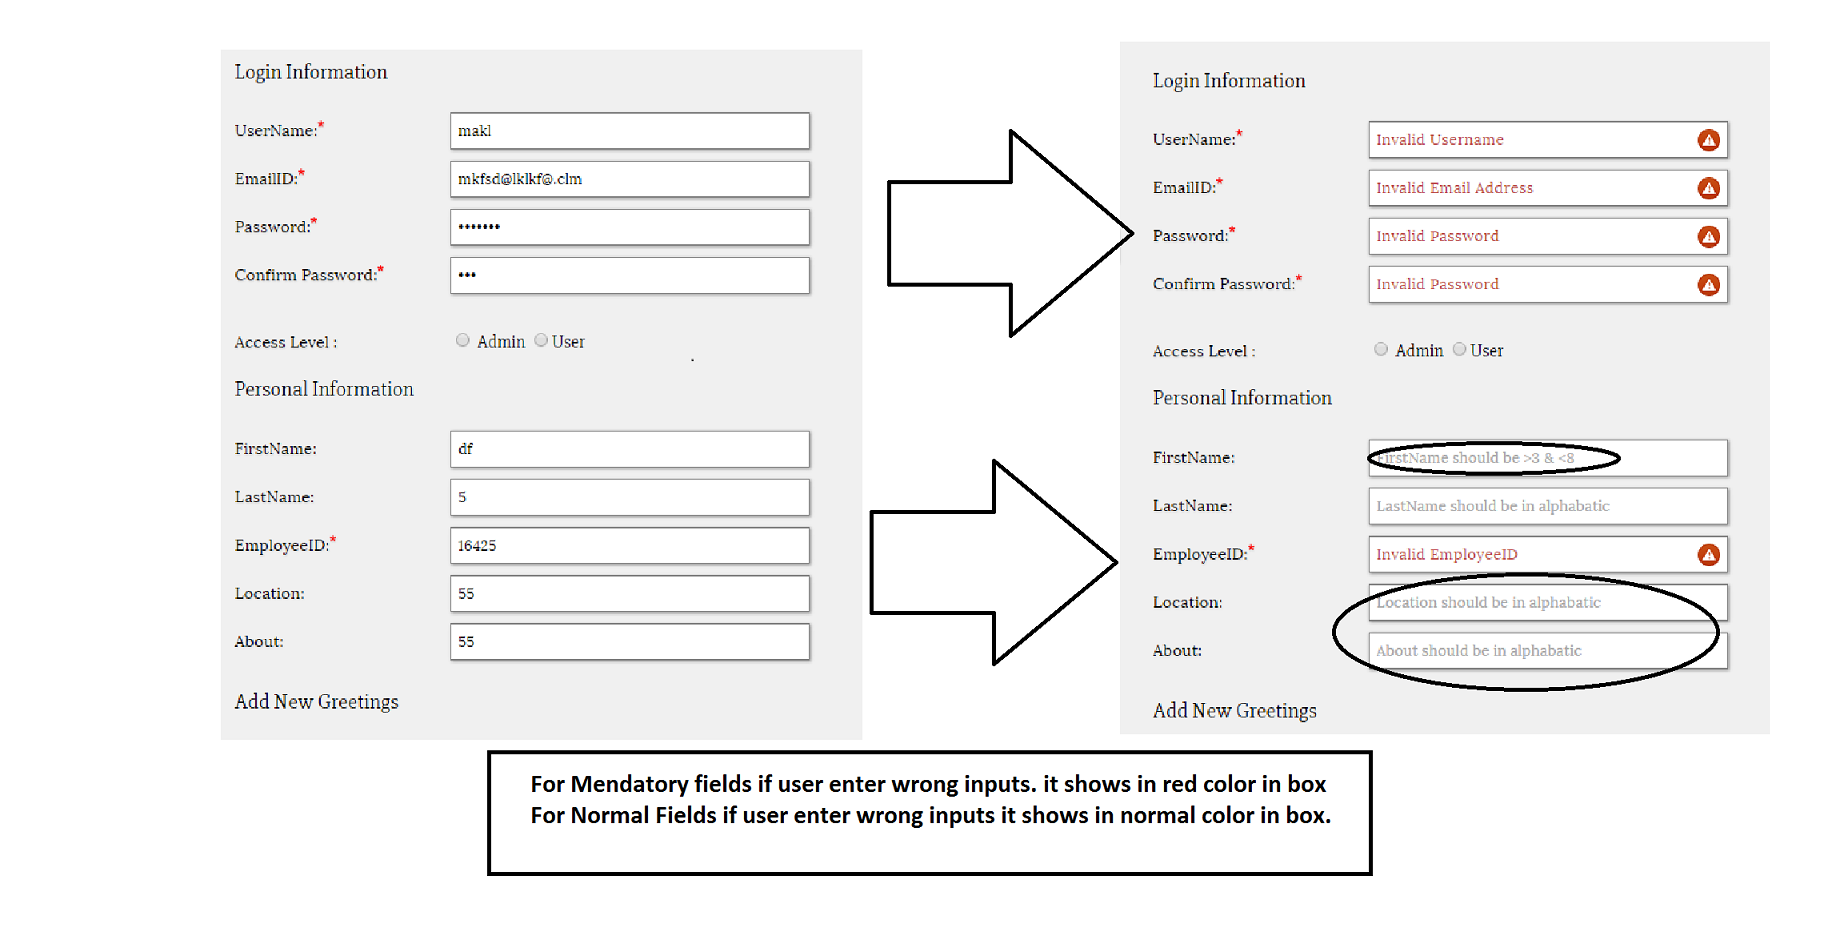 Login Information
UserName:* makl
EmailID:* mkfsd@lklkf@.clm
Password:* •••••••
Confirm Password:* •••
Access Level : Admin User
Personal Information
FirstName: df
LastName: 5
EmployeeID:* 16425
Location: 55
About: 55
Add New Greetings
Login Information
UserName:* Invalid Username
EmailID:* Invalid Email Address
Password:* Invalid Password
Confirm Password:* Invalid Password
Access Level : Admin User
Personal Information
FirstName: FirstName should be >3 & <8
LastName: LastName should be in alphabatic
EmployeeID:* Invalid EmployeeID
Location: Location should be in alphabatic
About: About should be in alphabatic
Add New Greetings
For Mendatory fields if user enter wrong inputs. it shows in red color in box
For Normal Fields if user enter wrong inputs it shows in normal color in box.